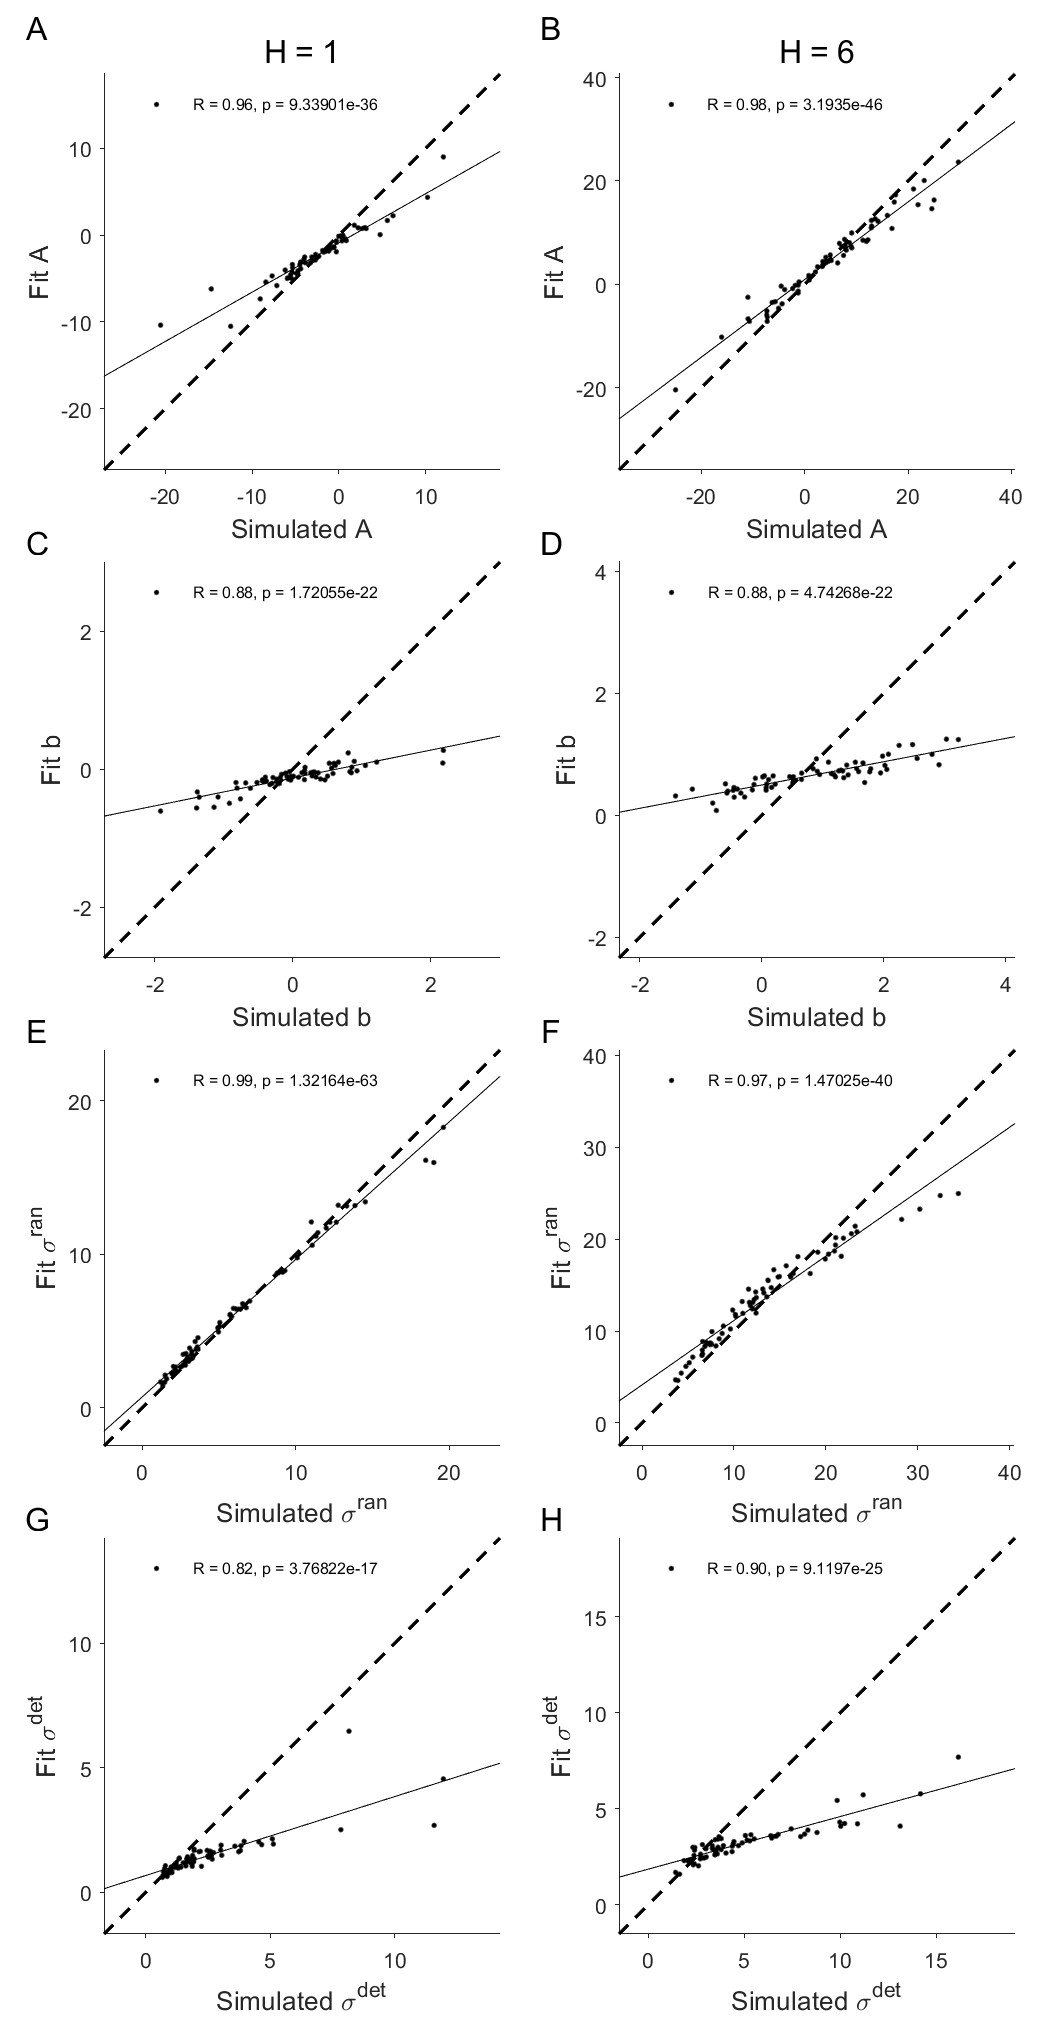 A
B
H = 1
H = 6
R = 0.96, p = 9.33901e-36
10
0
-10
-20
Fit A
-20 -10 0 10
Simulated A
R = 0.98, p = 3.1935e-46
40
20
0
-20
Fit A
-20 0 20 40
Simulated A
C
D
R = 0.88, p = 1.72055e-22
2
0
-2
Fit b
-2 0 2
Simulated b
R = 0.88, p = 4.74268e-22
4
2
0
-2
Fit b
-2 0 2 4
Simulated b
E
F
R = 0.99, p = 1.32164e-63
20
10
0
Fit σ^ran
0 10 20
Simulated σ^ran
R = 0.97, p = 1.47025e-40
40
30
20
10
0
Fit σ^ran
0 10 20 30 40
Simulated σ^ran
G
H
R = 0.82, p = 3.76822e-17
10
5
0
Fit σ^det
0 5 10
Simulated σ^det
R = 0.90, p = 9.1197e-25
15
10
5
0
Fit σ^det
0 5 10 15
Simulated σ^det